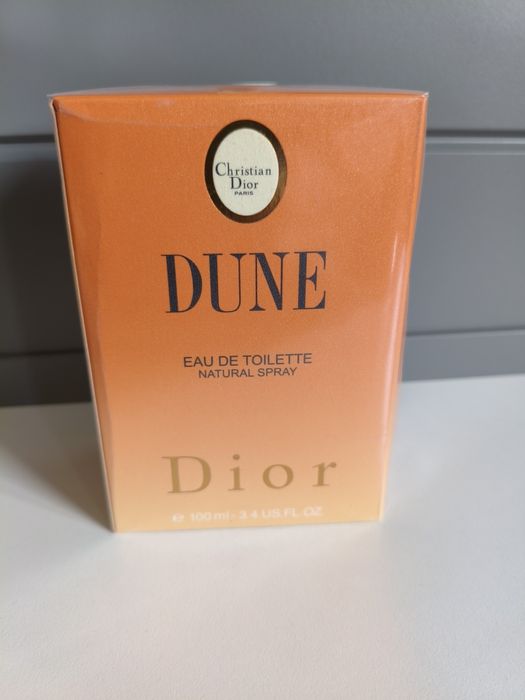 Christian
Dior
PARIS
DUNE
EAU DE TOILETTE
NATURAL SPRAY
Dior
e 100 ml - 3.4 US FL.OZ.